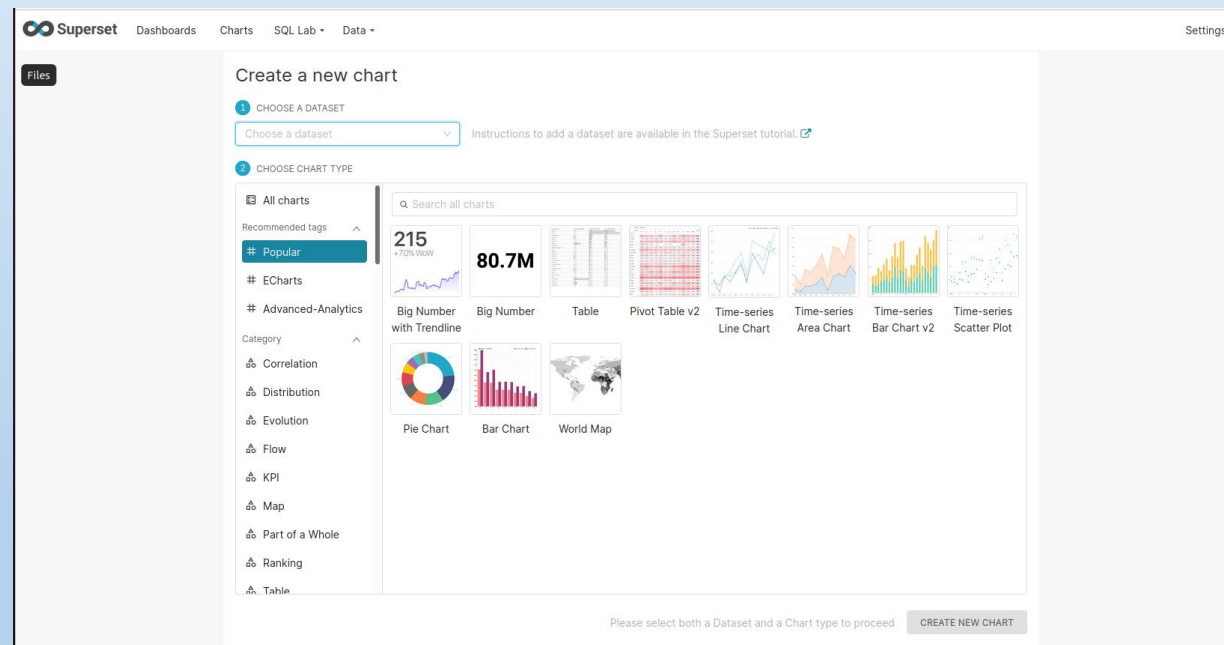 Superset Dashboards Charts SQL Lab Data Settings
Files
Create a new chart
1 CHOOSE A DATASET
Choose a dataset Instructions to add a dataset are available in the Superset tutorial.
2 CHOOSE CHART TYPE
All charts
Search all charts
Recommended tags
# Popular
# ECharts
# Advanced-Analytics
Category
Correlation
Distribution
Evolution
Flow
KPI
Map
Part of a Whole
Ranking
Table
215
+7.0% WoW
80.7M
Big Number with Trendline
Big Number
Table
Pivot Table v2
Time-series Line Chart
Time-series Area Chart
Time-series Bar Chart v2
Time-series Scatter Plot
Pie Chart
Bar Chart
World Map
Please select both a Dataset and a Chart type to proceed CREATE NEW CHART